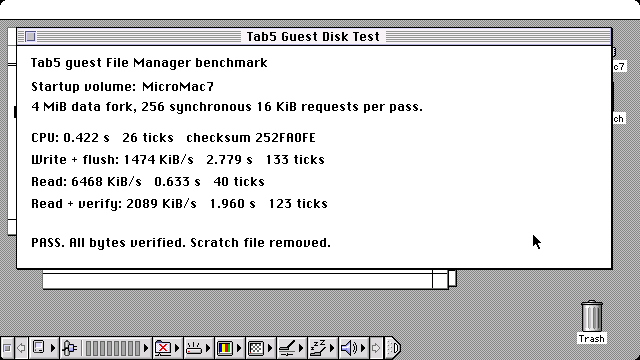 Tab5 Guest Disk Test
Tab5 guest File Manager benchmark
Startup volume: MicroMac7
4 MiB data fork, 256 synchronous 16 KiB requests per pass.
CPU: 0.422 s 26 ticks checksum 252FA0FE
Write + flush: 1474 KiB/s 2.779 s 133 ticks
Read: 6468 KiB/s 0.633 s 40 ticks
Read + verify: 2089 KiB/s 1.960 s 123 ticks
PASS. All bytes verified. Scratch file removed.
c7
ch
Trash